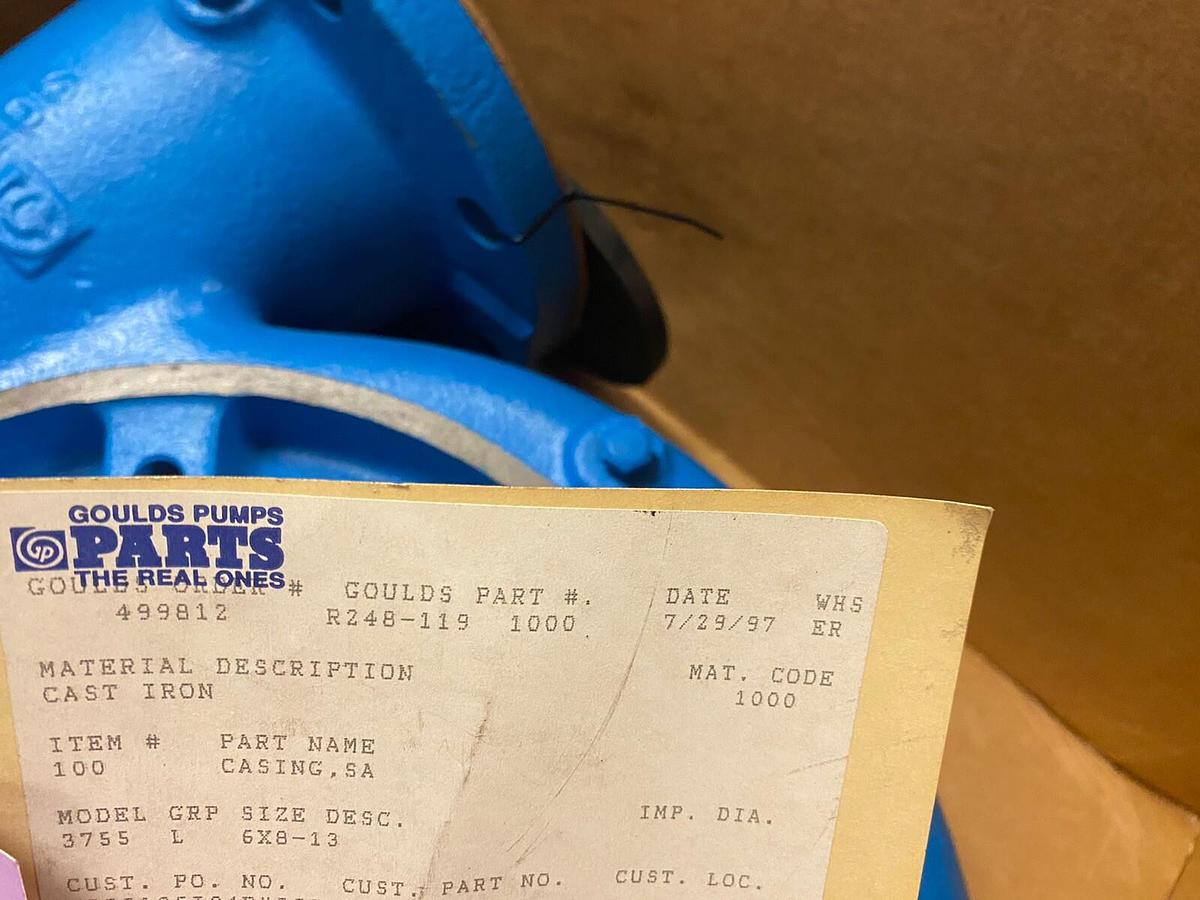 GOULDS PUMPS
PARTS
THE REAL ONES
GP
GOULDS ORDER # GOULDS PART #. DATE WHS
499812 R248-119 1000 7/29/97 ER
MATERIAL DESCRIPTION MAT. CODE
CAST IRON 1000
ITEM # PART NAME
100 CASING,SA
MODEL GRP SIZE DESC. IMP. DIA.
3755 L 6X8-13
CUST. PO. NO. CUST. PART NO. CUST. LOC.